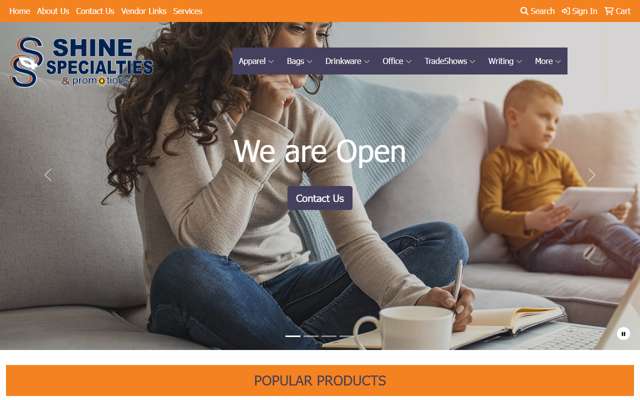 Home About Us Contact Us Vendor Links Services
Search Sign In Cart
SHINE
SPECIALTIES
& promotions
Apparel Bags Drinkware Office TradeShows Writing More
We are Open
Contact Us
POPULAR PRODUCTS